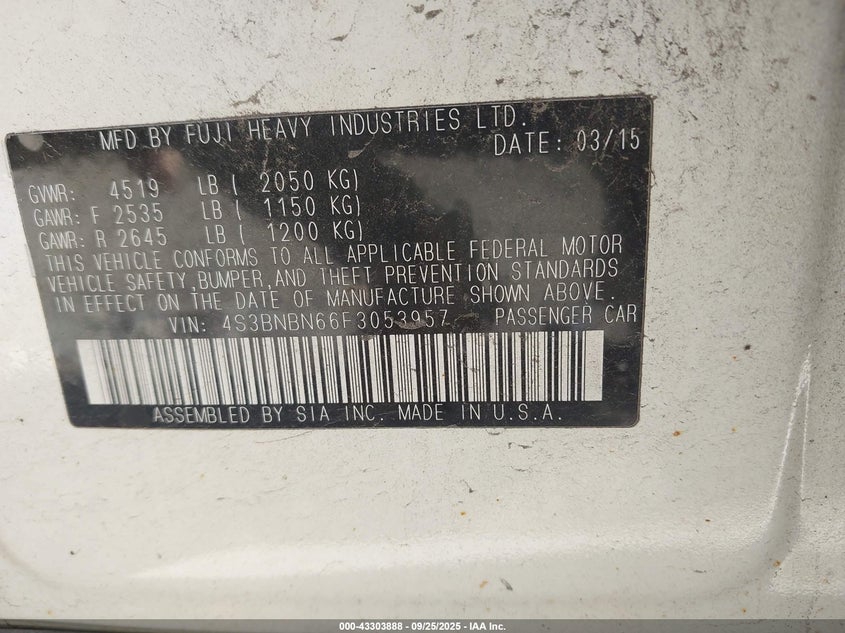 MFD BY FUJI HEAVY INDUSTRIES LTD.
DATE: 03/15
GVWR: 4519 LB ( 2050 KG)
GAWR: F 2535 LB ( 1150 KG)
GAWR: R 2645 LB ( 1200 KG)
THIS VEHICLE CONFORMS TO ALL APPLICABLE FEDERAL MOTOR
VEHICLE SAFETY, BUMPER, AND THEFT PREVENTION STANDARDS
IN EFFECT ON THE DATE OF MANUFACTURE SHOWN ABOVE.
VIN: 4S3BNBN66F3053957 PASSENGER CAR
ASSEMBLED BY SIA INC. MADE IN U.S.A.
000-43303888 - 09/25/2025 - IAA Inc.